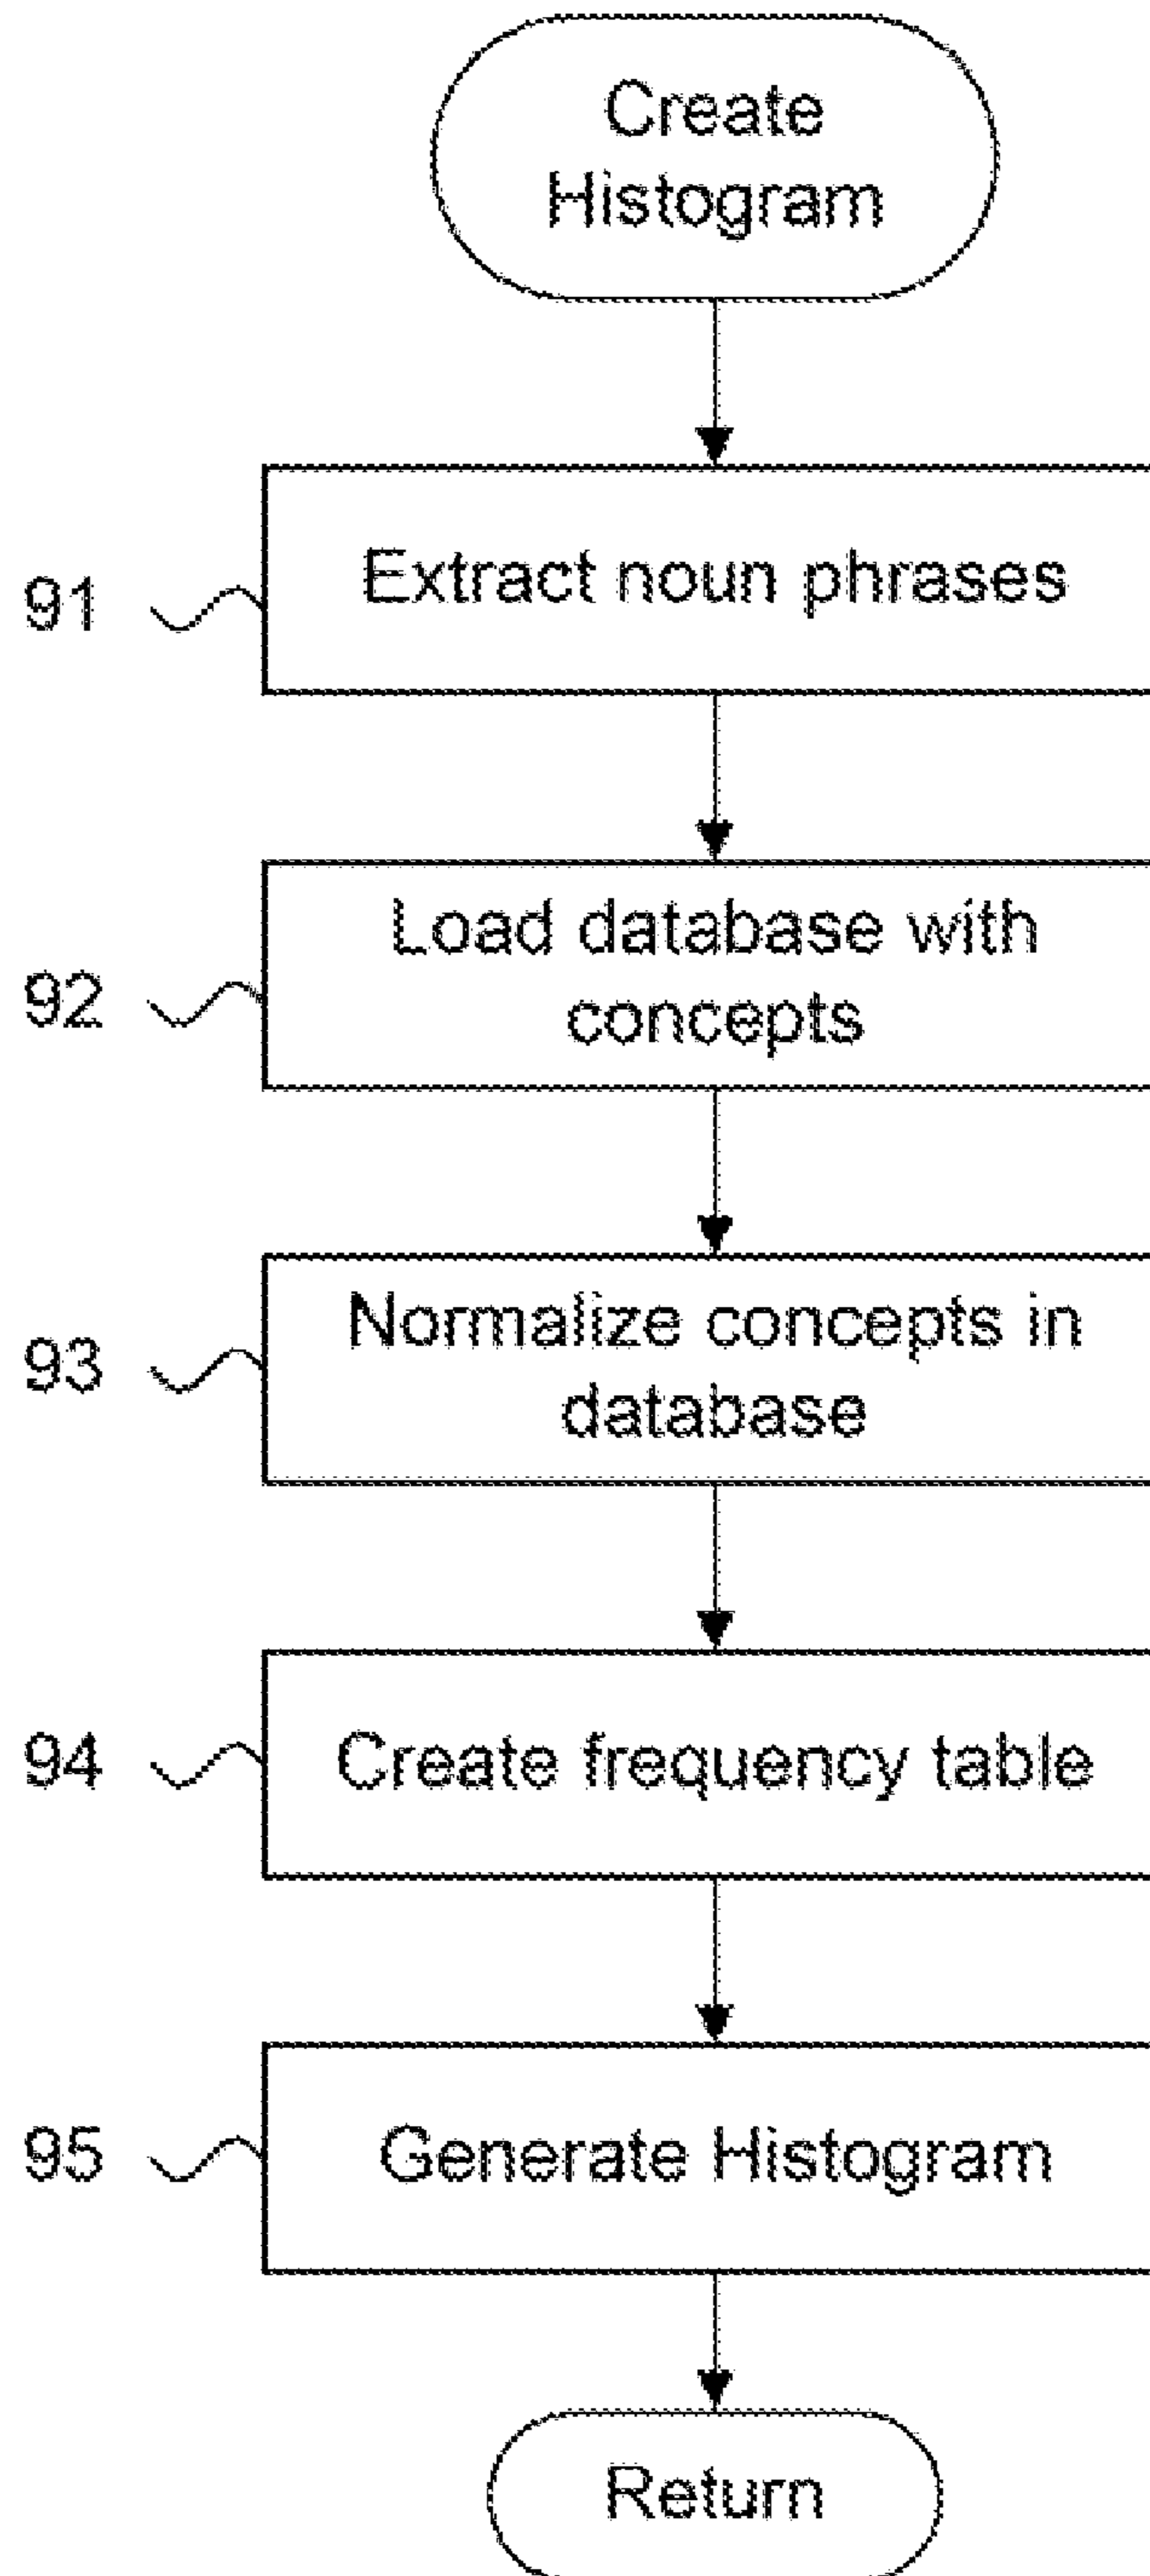 Create
Histogram
91
Extract noun phrases
92
Load database with
concepts
93
Normalize concepts in
database
94
Create frequency table
95
Generate Histogram
Return